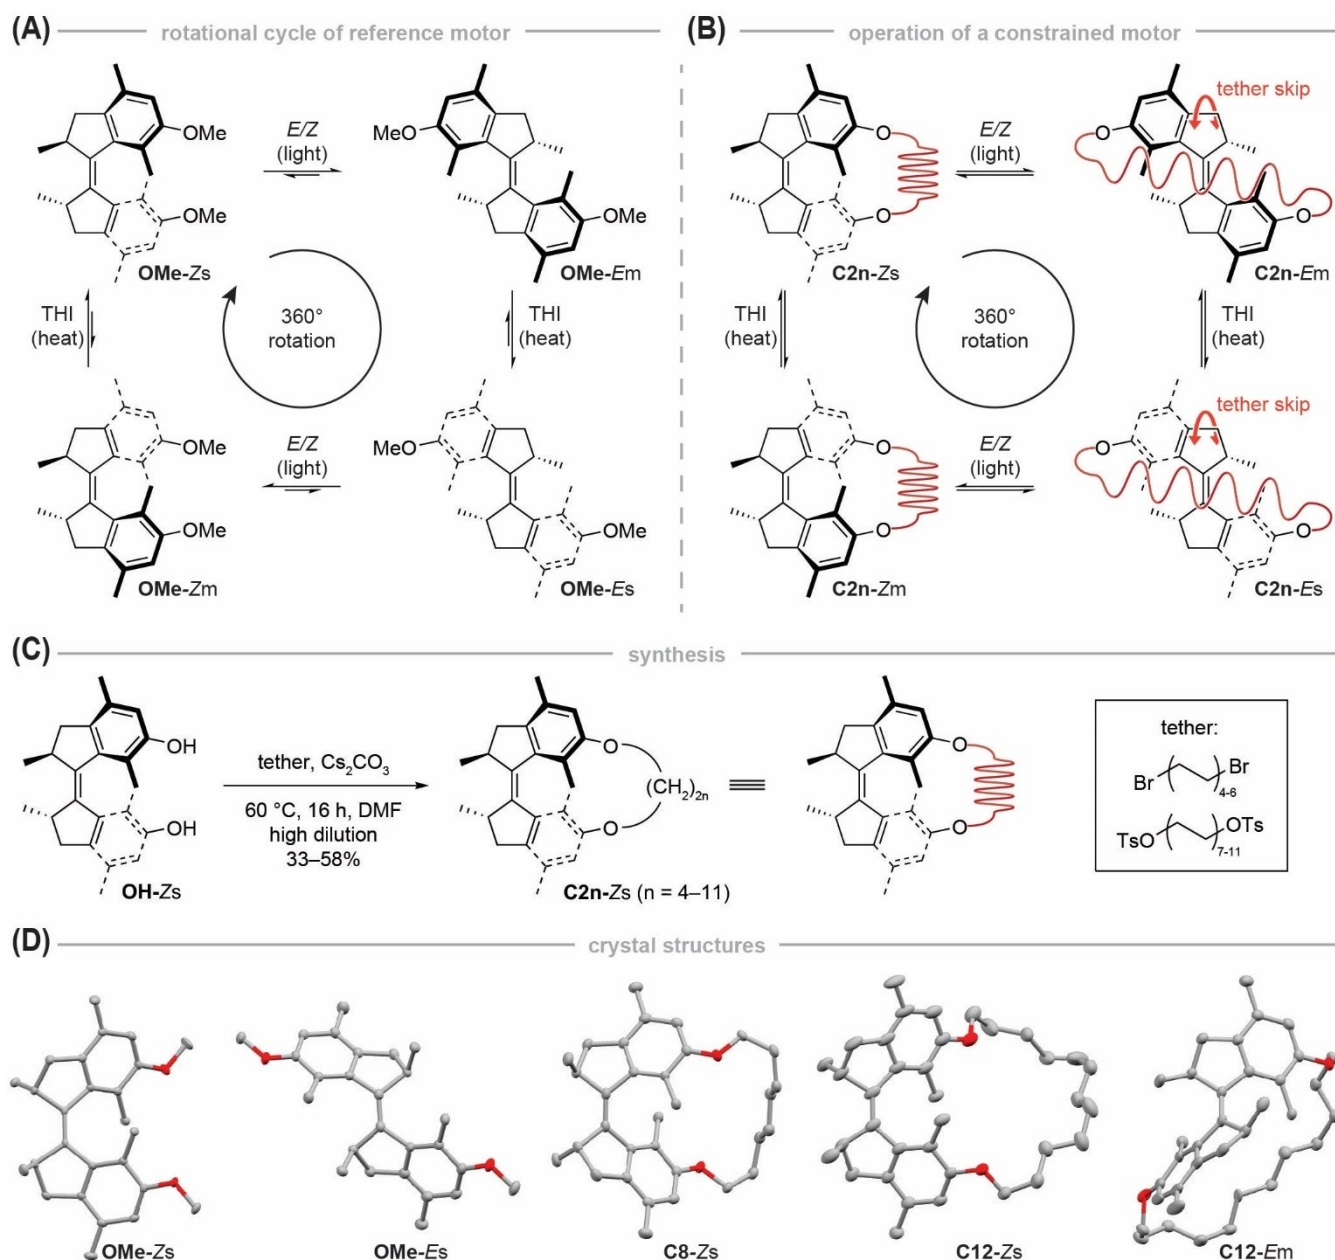 (A) rotational cycle of reference motor
OMe
OMe
OMe-Zs
E/Z
(light)
MeO
OMe
OMe-Em
THI
(heat)
360°
rotation
THI
(heat)
OMe
OMe
OMe-Zm
E/Z
(light)
MeO
OMe
OMe-Es
(B) operation of a constrained motor
O
O
C2n-Zs
E/Z
(light)
tether skip
O
O
C2n-Em
THI
(heat)
360°
rotation
THI
(heat)
O
O
C2n-Zm
E/Z
(light)
tether skip
O
O
C2n-Es
(C) synthesis
OH
OH
OH-Zs
tether, Cs₂CO₃
60 °C, 16 h, DMF
high dilution
33–58%
O
(CH₂)₂ₙ
O
C2n-Zs (n = 4–11)
O
O
tether:
Br ( ) Br
4-6
TsO ( ) OTs
7-11
(D) crystal structures
OMe-Zs
OMe-Es
C8-Zs
C12-Zs
C12-Em